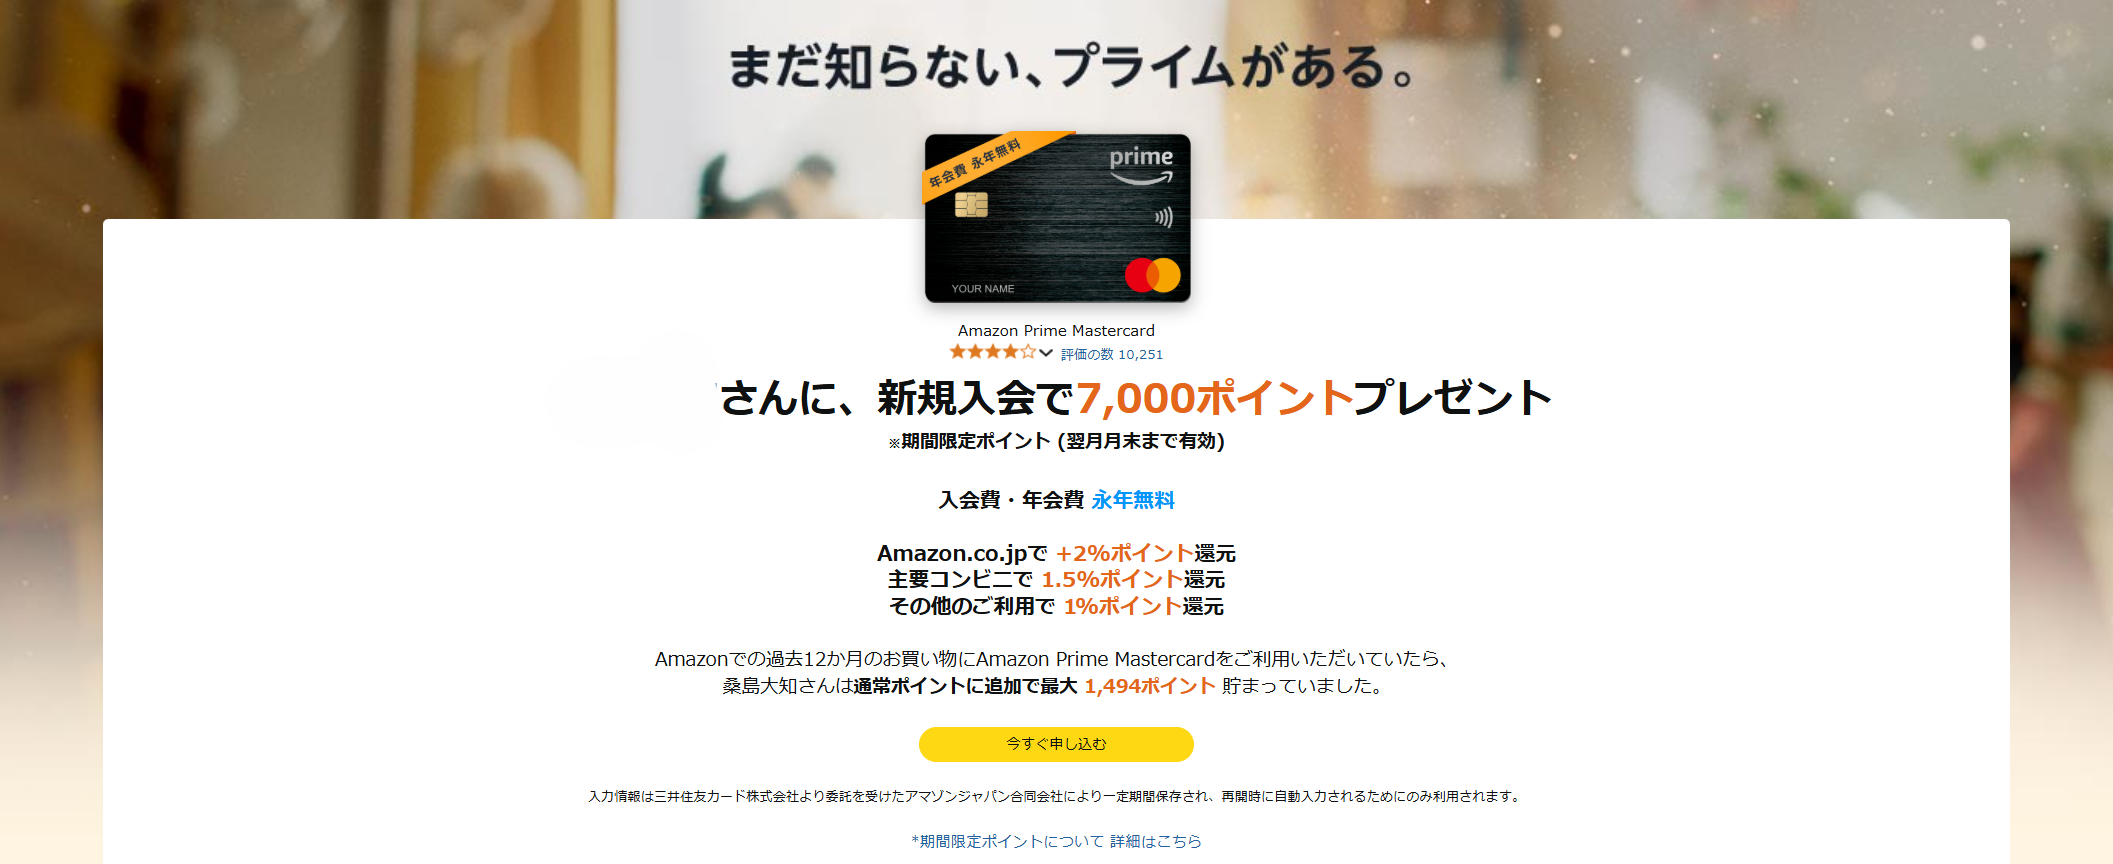 まだ知らない、プライムがある。
年会費 永年無料
prime
YOUR NAME
Amazon Prime Mastercard
評価の数 10,251
さんに、新規入会で7,000ポイントプレゼント
※期間限定ポイント (翌月月末まで有効)
入会費・年会費 永年無料
Amazon.co.jpで +2%ポイント還元
主要コンビニで 1.5%ポイント還元
その他のご利用で 1%ポイント還元
Amazonでの過去12か月のお買い物にAmazon Prime Mastercardをご利用いただいていたら、
桑島大知さんは通常ポイントに追加で最大 1,494ポイント 貯まっていました。
今すぐ申し込む
入力情報は三井住友カード株式会社より委託を受けたアマゾンジャパン合同会社により一定期間保存され、再開時に自動入力されるためにのみ利用されます。
*期間限定ポイントについて 詳細はこちら